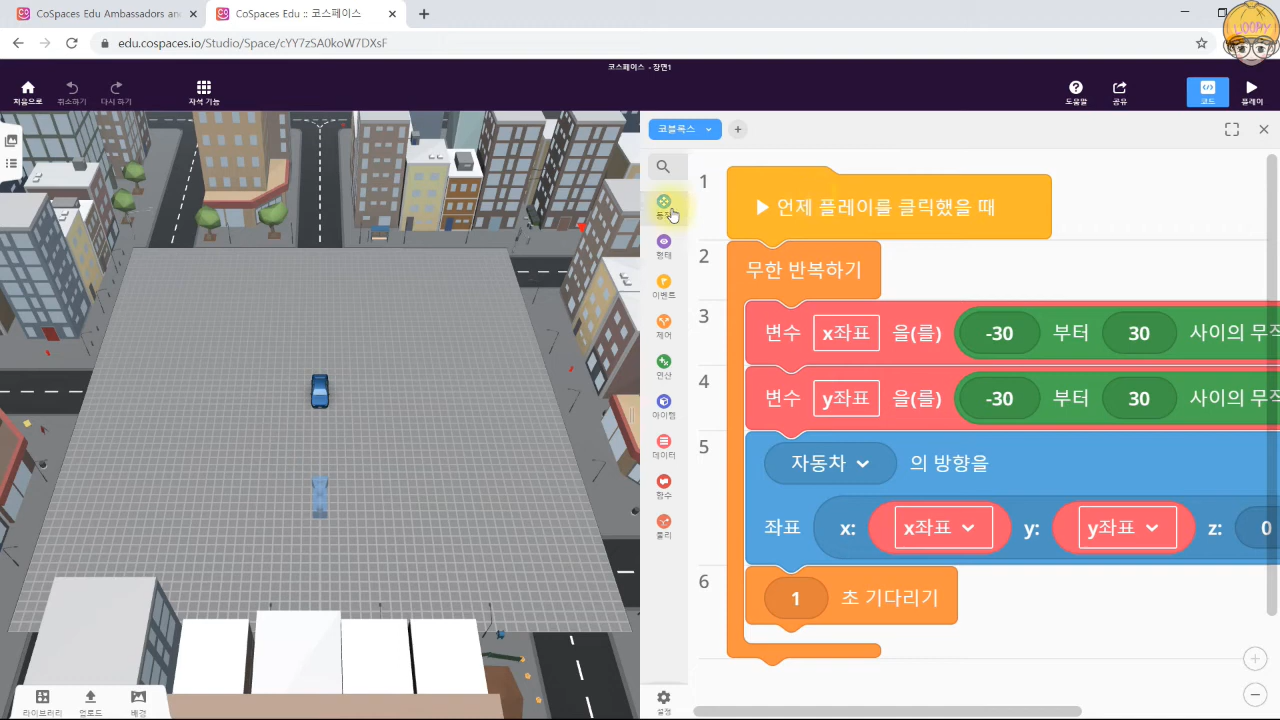 CoSpaces Edu Ambassadors and
CoSpaces Edu :: 코스페이스
edu.cospaces.io/Studio/Space/cYY7zSA0koW7DXsF
코스페이스 - 장면1
처음으로
취소하기
다시 하기
자석 기능
도움말
공유
코드
플레이
코블록스
형태
이벤트
제어
연산
아이템
데이터
함수
물리
설정
1
▶ 언제 플레이를 클릭했을 때
2
무한 반복하기
3
변수 x좌표 을(를) -30 부터 30 사이의 무작
4
변수 y좌표 을(를) -30 부터 30 사이의 무작
5
자동차 의 방향을
좌표 x: x좌표 y: y좌표 z: 0
6
1 초 기다리기
라이브러리
업로드
배경